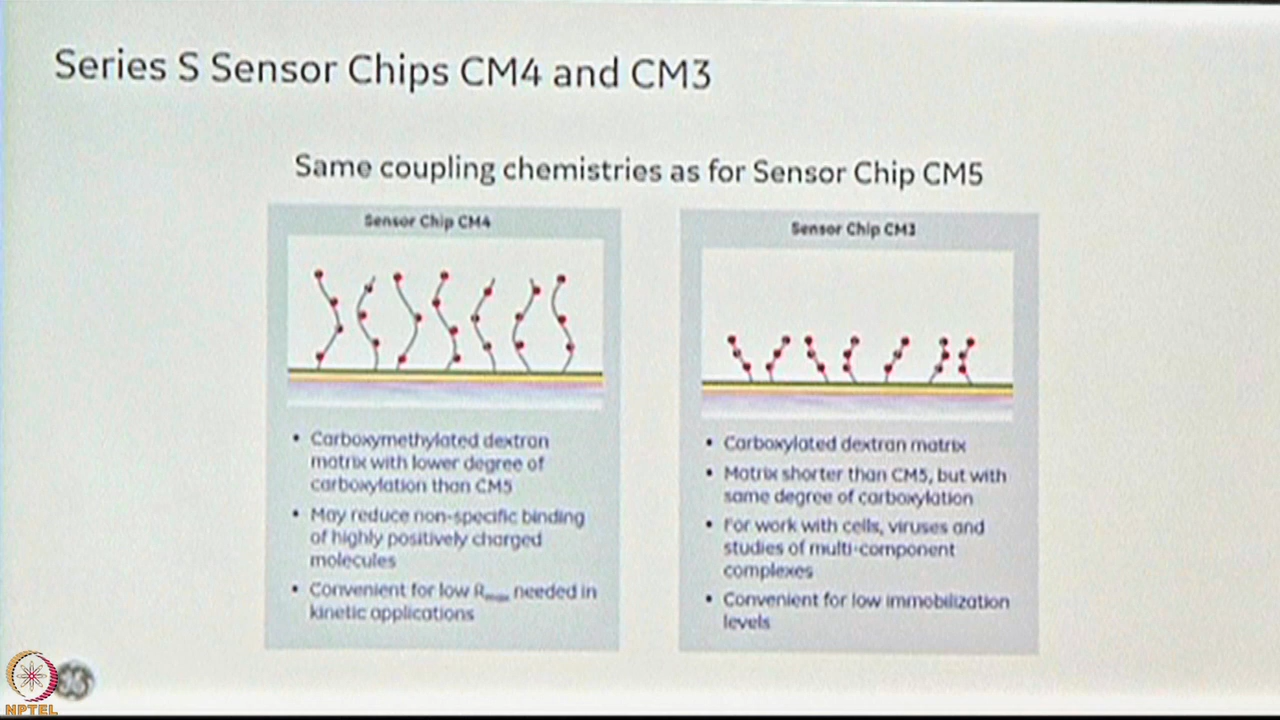 Series S Sensor Chips CM4 and CM3
Same coupling chemistries as for Sensor Chip CM5
Sensor Chip CM4
• Carboxymethylated dextran
matrix with lower degree of
carboxylation than CM5
• May reduce non-specific binding
of highly positively charged
molecules
• Convenient for low Rmax needed in
kinetic applications
Sensor Chip CM3
• Carboxylated dextran matrix
• Matrix shorter than CM5, but with
same degree of carboxylation
• For work with cells, viruses and
studies of multi-component
complexes
• Convenient for low immobilization
levels
NPTEL